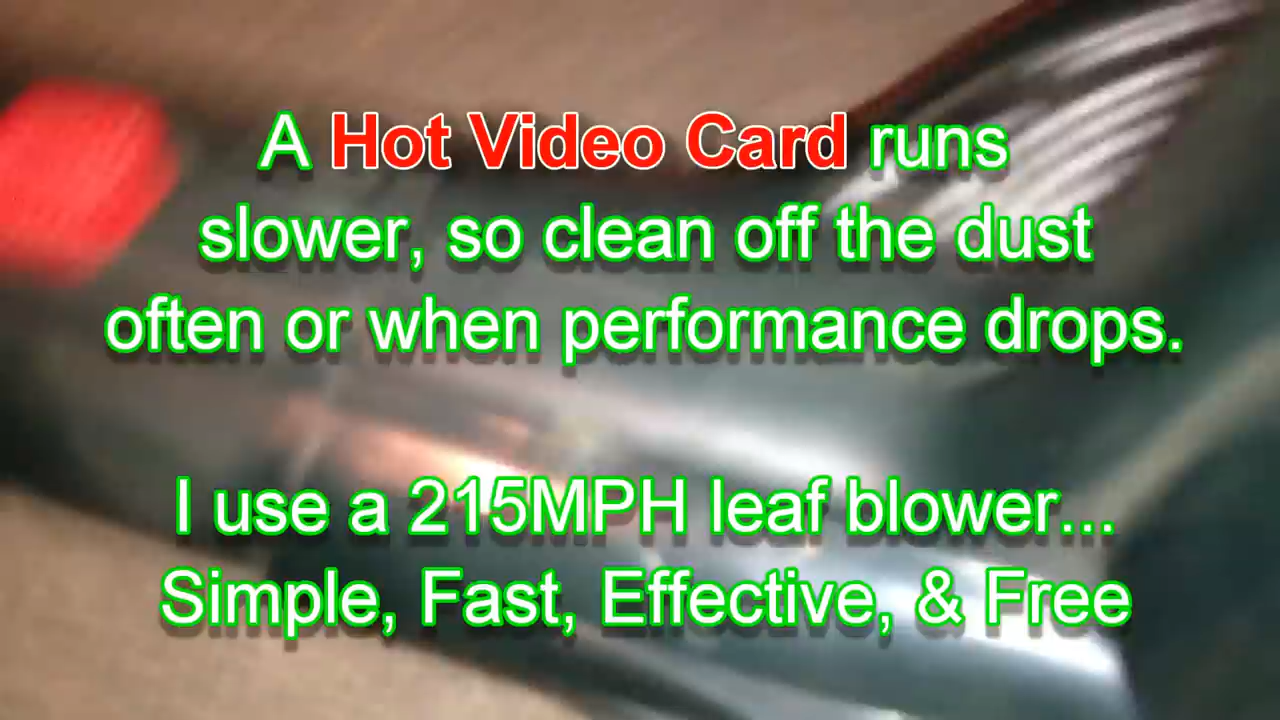 A Hot Video Card runs
slower, so clean off the dust
often or when performance drops.
I use a 215MPH leaf blower...
Simple, Fast, Effective, & Free